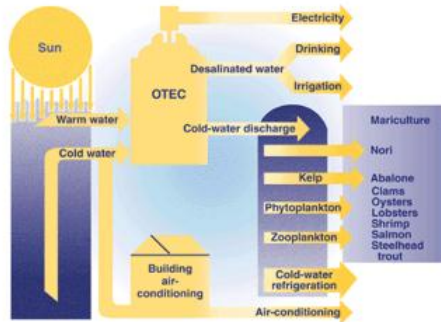 Sun
Electricity
Drinking
Desalinated water
OTEC
Irrigation
Warm water
Cold-water discharge
Mariculture
Cold water
Nori
Kelp
Abalone
Clams
Phytoplankton
Oysters
Lobsters
Shrimp
Zooplankton
Salmon
Steelhead
trout
Building
air-
conditioning
Cold-water
refrigeration
Air-conditioning